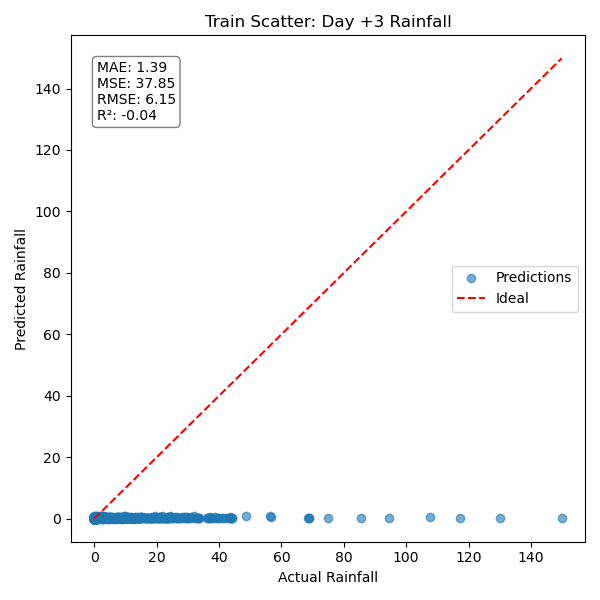 Train Scatter: Day +3 Rainfall
MAE: 1.39
MSE: 37.85
RMSE: 6.15
R²: -0.04
140
120
100
80
60
40
20
0
Predicted Rainfall
Predictions
Ideal
0 20 40 60 80 100 120 140
Actual Rainfall